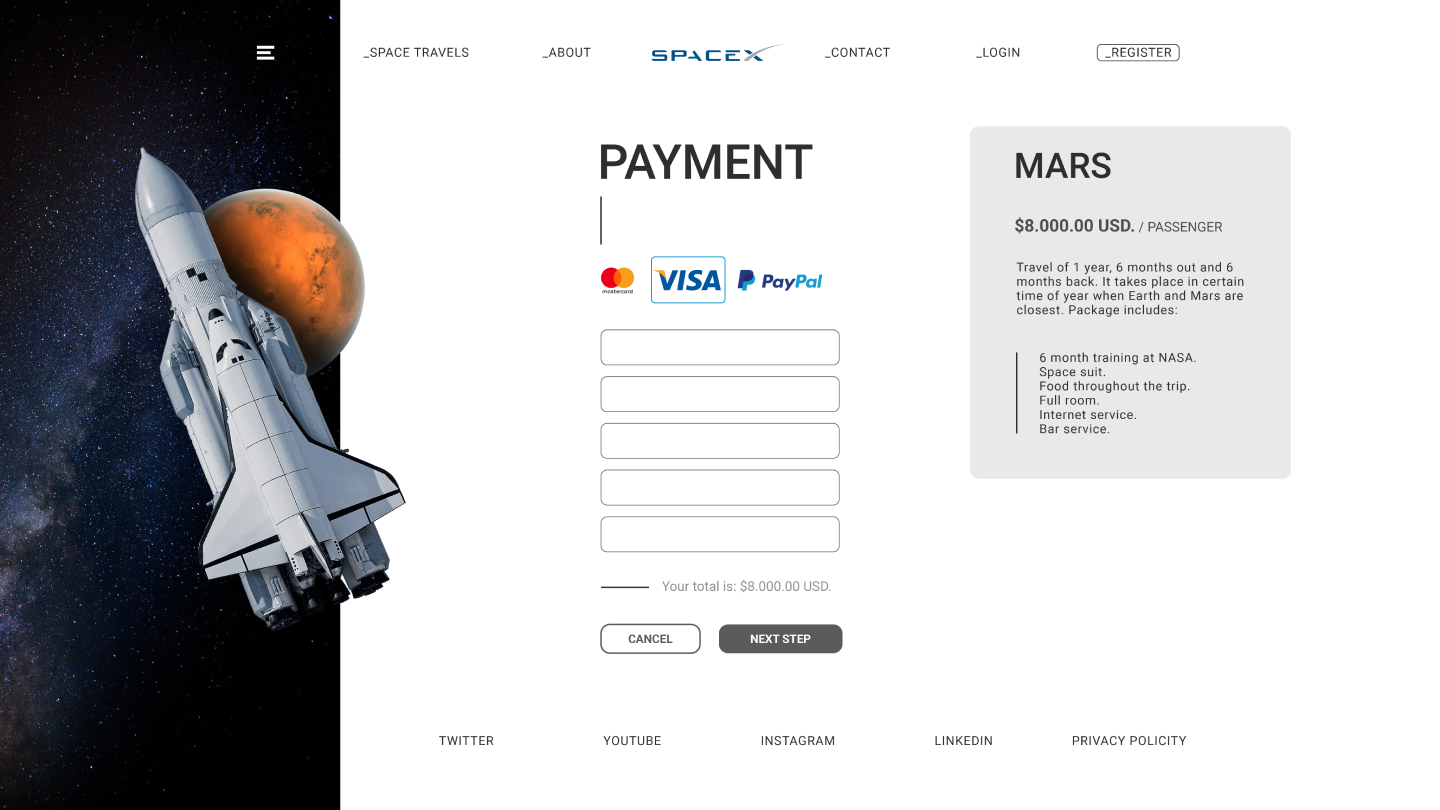 _SPACE TRAVELS
_ABOUT
SPACEX
_CONTACT
_LOGIN
_REGISTER
PAYMENT
mastercard
VISA
PayPal
Your total is: $8.000.00 USD.
CANCEL
NEXT STEP
MARS
$8.000.00 USD. / PASSENGER
Travel of 1 year, 6 months out and 6
months back. It takes place in certain
time of year when Earth and Mars are
closest. Package includes:
6 month training at NASA.
Space suit.
Food throughout the trip.
Full room.
Internet service.
Bar service.
TWITTER
YOUTUBE
INSTAGRAM
LINKEDIN
PRIVACY POLICITY